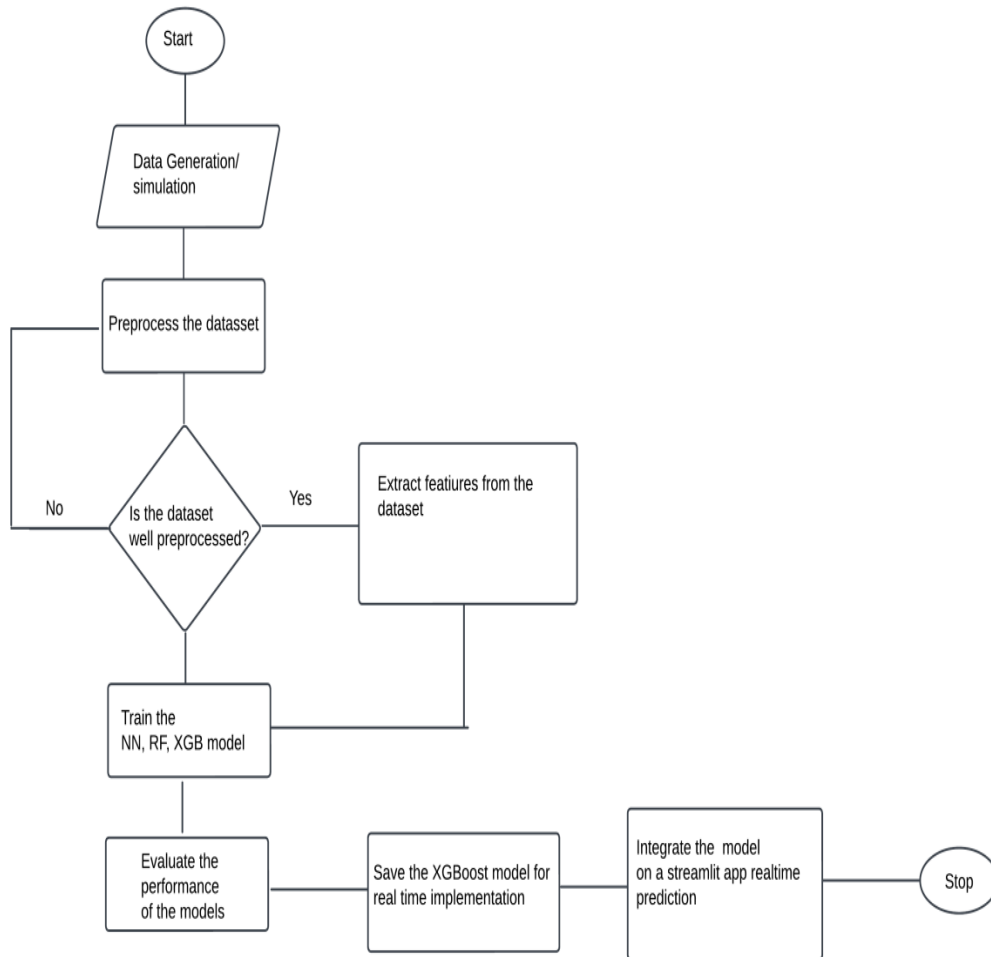 Start
Data Generation/
simulation
Preprocess the datasset
No
Is the dataset
well preprocessed?
Yes
Extract featiures from the
dataset
Train the
NN, RF, XGB model
Evaluate the
performance
of the models
Save the XGBoost model for
real time implementation
Integrate the  model
on a streamlit app realtime
prediction
Stop